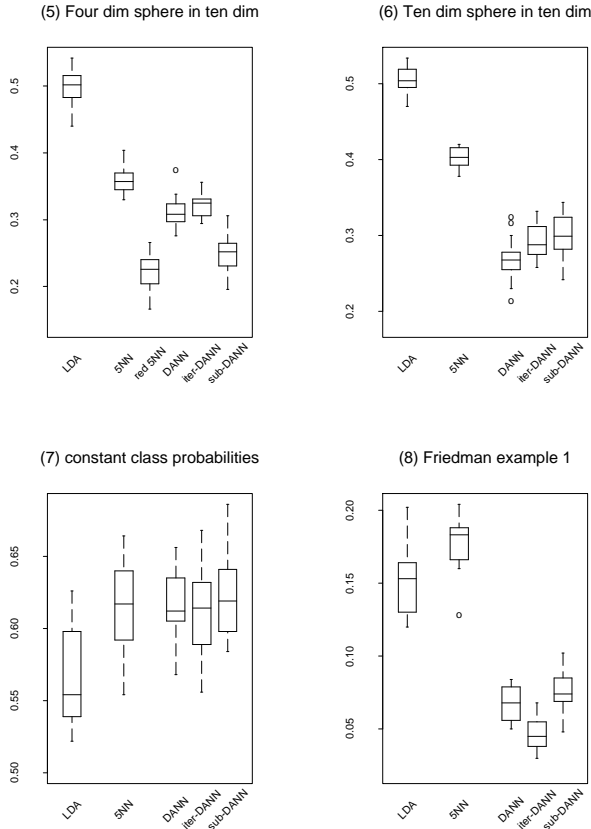 (5) Four dim sphere in ten dim
0.5
0.4
0.3
0.2
LDA
5NN
red 5NN
DANN
iter-DANN
sub-DANN
(6) Ten dim sphere in ten dim
0.5
0.4
0.3
0.2
LDA
5NN
DANN
iter-DANN
sub-DANN
(7) constant class probabilities
0.65
0.60
0.55
0.50
LDA
5NN
DANN
iter-DANN
sub-DANN
(8) Friedman example 1
0.20
0.15
0.10
0.05
LDA
5NN
DANN
iter-DANN
sub-DANN